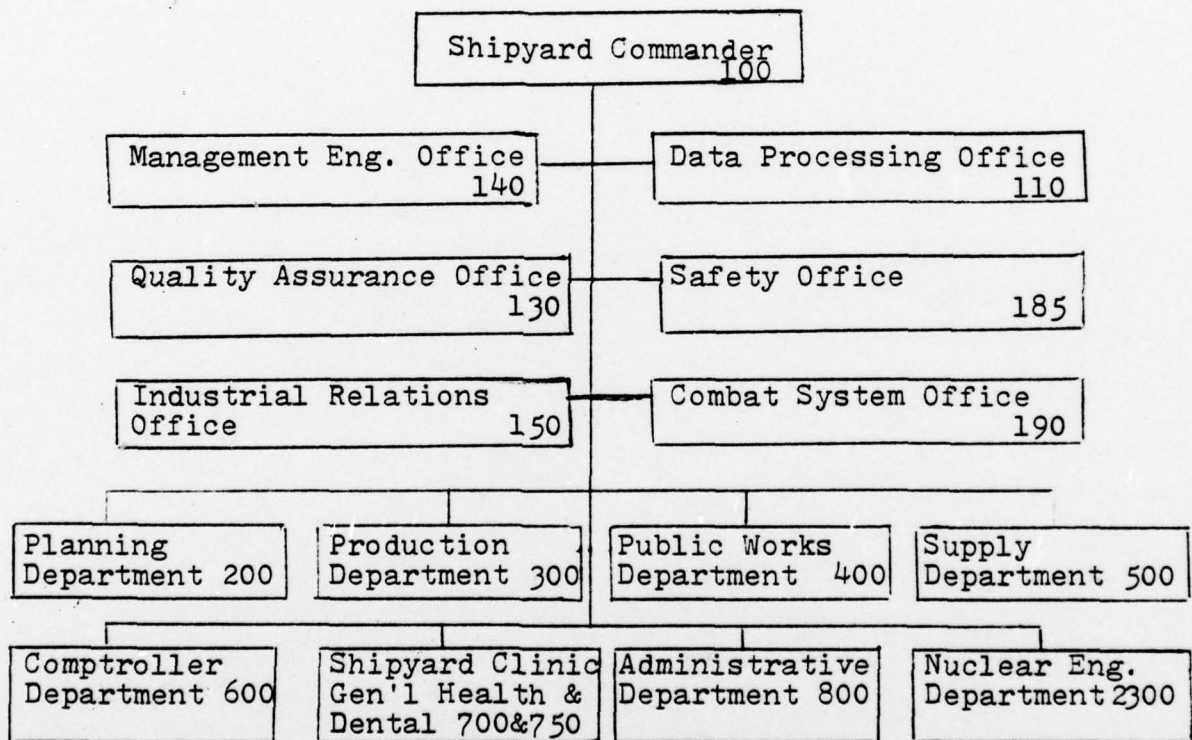 Shipyard Commander
100
Management Eng. Office
140
Data Processing Office
110
Quality Assurance Office
130
Safety Office
185
Industrial Relations
Office 150
Combat System Office
190
Planning
Department 200
Production
Department 300
Public Works
Department 400
Supply
Department 500
Comptroller
Department 600
Shipyard Clinic
Gen'l Health &
Dental 700&750
Administrative
Department 800
Nuclear Eng.
Department 2300